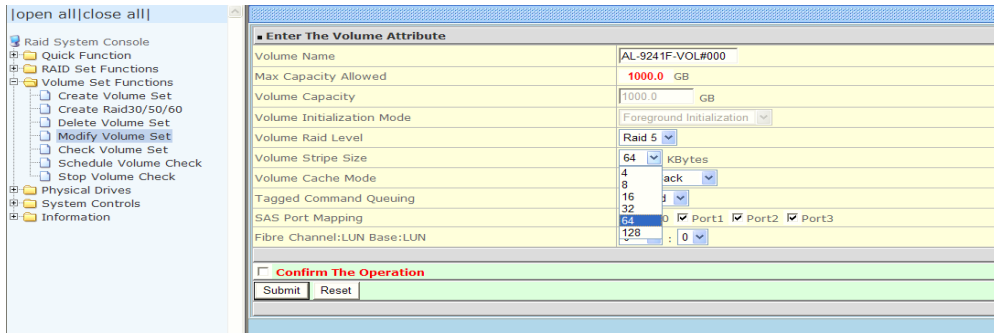 |open all|close all|
Raid System Console
Quick Function
RAID Set Functions
Volume Set Functions
Create Volume Set
Create Raid30/50/60
Delete Volume Set
Modify Volume Set
Check Volume Set
Schedule Volume Check
Stop Volume Check
Physical Drives
System Controls
Information
Enter The Volume Attribute
Volume Name AL-9241F-VOL#000
Max Capacity Allowed 1000.0 GB
Volume Capacity 1000.0 GB
Volume Initialization Mode Foreground Initialization
Volume Raid Level Raid 5
Volume Stripe Size 64 KBytes
4
8
16
32
64
128
Volume Cache Mode ack
Tagged Command Queuing d
SAS Port Mapping 0 Port1 Port2 Port3
Fibre Channel:LUN Base:LUN : 0
Confirm The Operation
Submit Reset